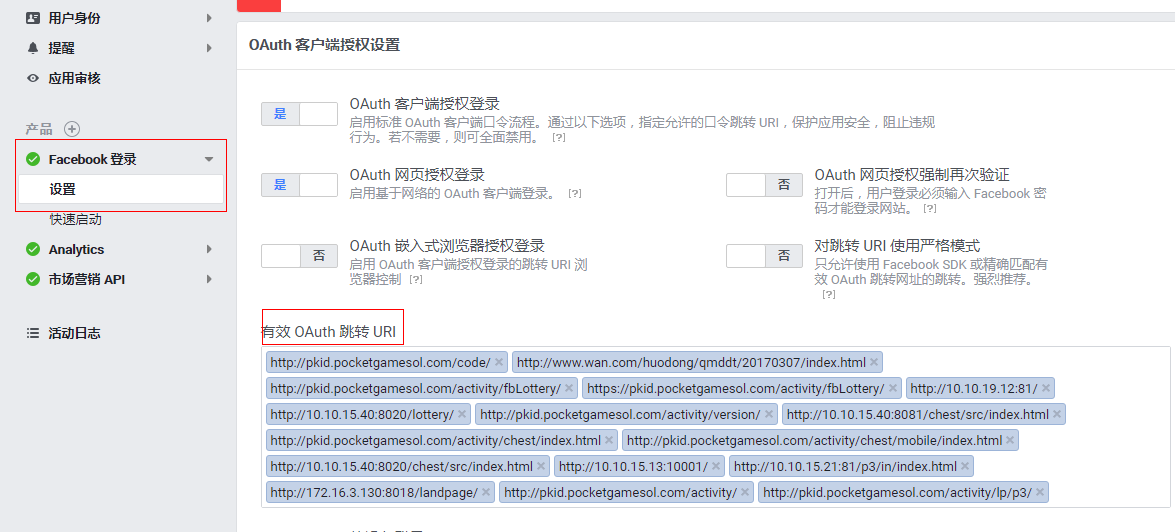 用户身份
提醒
应用审核
产品
Facebook 登录
设置
快速启动
Analytics
市场营销 API
活动日志
OAuth 客户端授权设置
是
OAuth 客户端授权登录
启用标准 OAuth 客户端口令流程。通过以下选项，指定允许的口令跳转 URI，保护应用安全，阻止违规
行为。若不需要，则可全面禁用。 [?]
是
OAuth 网页授权登录
启用基于网络的 OAuth 客户端登录。 [?]
否
OAuth 网页授权强制再次验证
打开后，用户登录必须输入 Facebook 密
码才能登录网站。 [?]
否
OAuth 嵌入式浏览器授权登录
启用 OAuth 客户端授权登录的跳转 URI 浏
览器控制 [?]
否
对跳转 URI 使用严格模式
只允许使用 Facebook SDK 或精确匹配有
效 OAuth 跳转网址的跳转。强烈推荐。
[?]
有效 OAuth 跳转 URI
http://pkid.pocketgamesol.com/code/ × http://www.wan.com/huodong/qmddt/20170307/index.html ×
http://pkid.pocketgamesol.com/activity/fbLottery/ × https://pkid.pocketgamesol.com/activity/fbLottery/ × http://10.10.19.12:81/ ×
http://10.10.15.40:8020/lottery/ × http://pkid.pocketgamesol.com/activity/version/ × http://10.10.15.40:8081/chest/src/index.html ×
http://pkid.pocketgamesol.com/activity/chest/index.html × http://pkid.pocketgamesol.com/activity/chest/mobile/index.html ×
http://10.10.15.40:8020/chest/src/index.html × http://10.10.15.13:10001/ × http://10.10.15.21:81/p3/in/index.html ×
http://172.16.3.130:8018/landpage/ × http://pkid.pocketgamesol.com/activity/ × http://pkid.pocketgamesol.com/activity/lp/p3/ ×